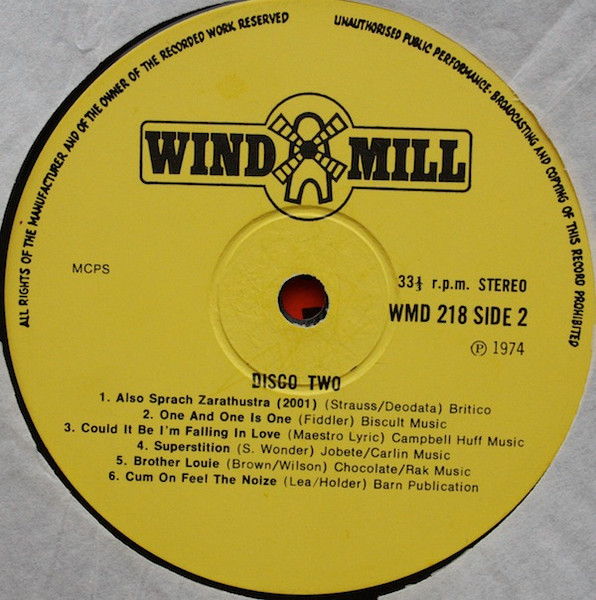 ALL RIGHTS OF THE MANUFACTURER AND OF THE OWNER OF THE RECORDED WORK RESERVED
UNAUTHORISED PUBLIC PERFORMANCE · BROADCASTING AND COPYING OF THIS RECORD PROHIBITED
WIND MILL
MCPS
33⅓ r.p.m. STEREO
WMD 218 SIDE 2
Ⓟ 1974
DISCO TWO
1. Also Sprach Zarathustra (2001) (Strauss/Deodata) Britico
2. One And One Is One (Fiddler) Biscult Music
3. Could It Be I'm Falling In Love (Maestro Lyric) Campbell Huff Music
4. Superstition (S. Wonder) Jobete/Carlin Music
5. Brother Louie (Brown/Wilson) Chocolate/Rak Music
6. Cum On Feel The Noize (Lea/Holder) Barn Publication